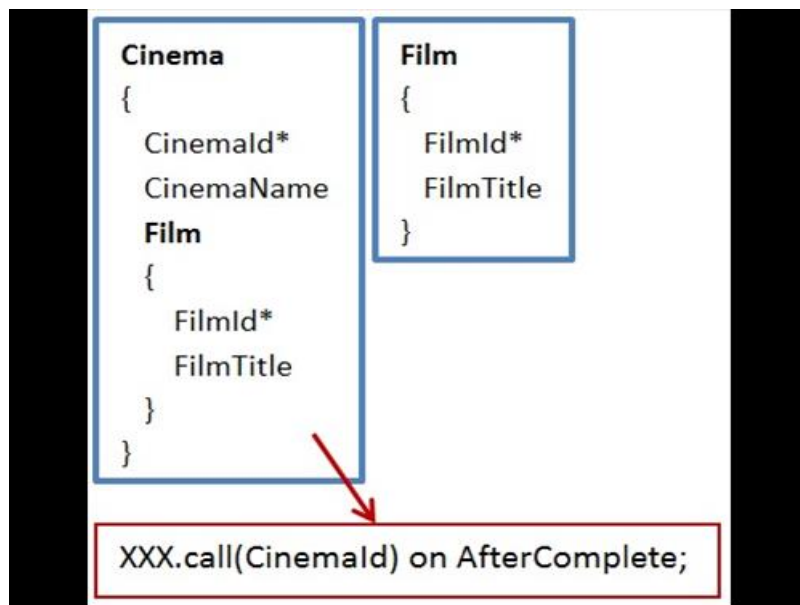 Cinema
{
CinemaId*
CinemaName
Film
{
FilmId*
FilmTitle
}
}
Film
{
FilmId*
FilmTitle
}
XXX.call(CinemaId) on AfterComplete;